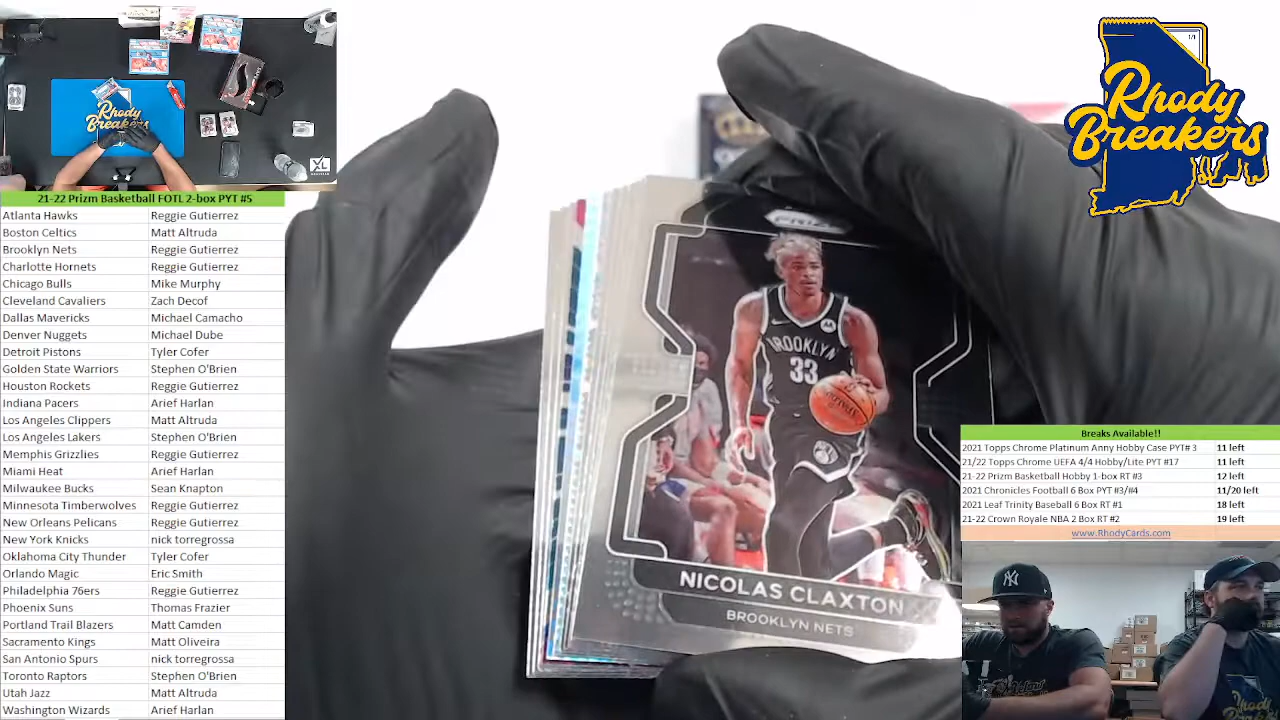 Rhody
Breakers
XL
21-22 Prizm Basketball FOTL 2-box PYT #5
Atlanta Hawks Reggie Gutierrez
Boston Celtics Matt Altruda
Brooklyn Nets Reggie Gutierrez
Charlotte Hornets Reggie Gutierrez
Chicago Bulls Mike Murphy
Cleveland Cavaliers Zach Decof
Dallas Mavericks Michael Camacho
Denver Nuggets Michael Dube
Detroit Pistons Tyler Cofer
Golden State Warriors Stephen O'Brien
Houston Rockets Reggie Gutierrez
Indiana Pacers Arief Harlan
Los Angeles Clippers Matt Altruda
Los Angeles Lakers Stephen O'Brien
Memphis Grizzlies Reggie Gutierrez
Miami Heat Arief Harlan
Milwaukee Bucks Sean Knapton
Minnesota Timberwolves Reggie Gutierrez
New Orleans Pelicans Reggie Gutierrez
New York Knicks nick torregrossa
Oklahoma City Thunder Tyler Cofer
Orlando Magic Eric Smith
Philadelphia 76ers Reggie Gutierrez
Phoenix Suns Thomas Frazier
Portland Trail Blazers Matt Camden
Sacramento Kings Matt Oliveira
San Antonio Spurs nick torregrossa
Toronto Raptors Stephen O'Brien
Utah Jazz Matt Altruda
Washington Wizards Arief Harlan
PRIZM
BROOKLYN
33
SPALDING
NICOLAS CLAXTON
BROOKLYN NETS
1/1
Rhody
Breakers
Breaks Available!!
2021 Topps Chrome Platinum Anny Hobby Case PYT# 3 11 left
21/22 Topps Chrome UEFA 4/4 Hobby/Lite PYT #17 11 left
21-22 Prizm Basketball Hobby 1-box RT #3 12 left
2021 Chronicles Football 6 Box PYT #3/#4 11/20 left
2021 Leaf Trinity Baseball 6 Box RT #1 18 left
21-22 Crown Royale NBA 2 Box RT #2 19 left
www.RhodyCards.com
NY